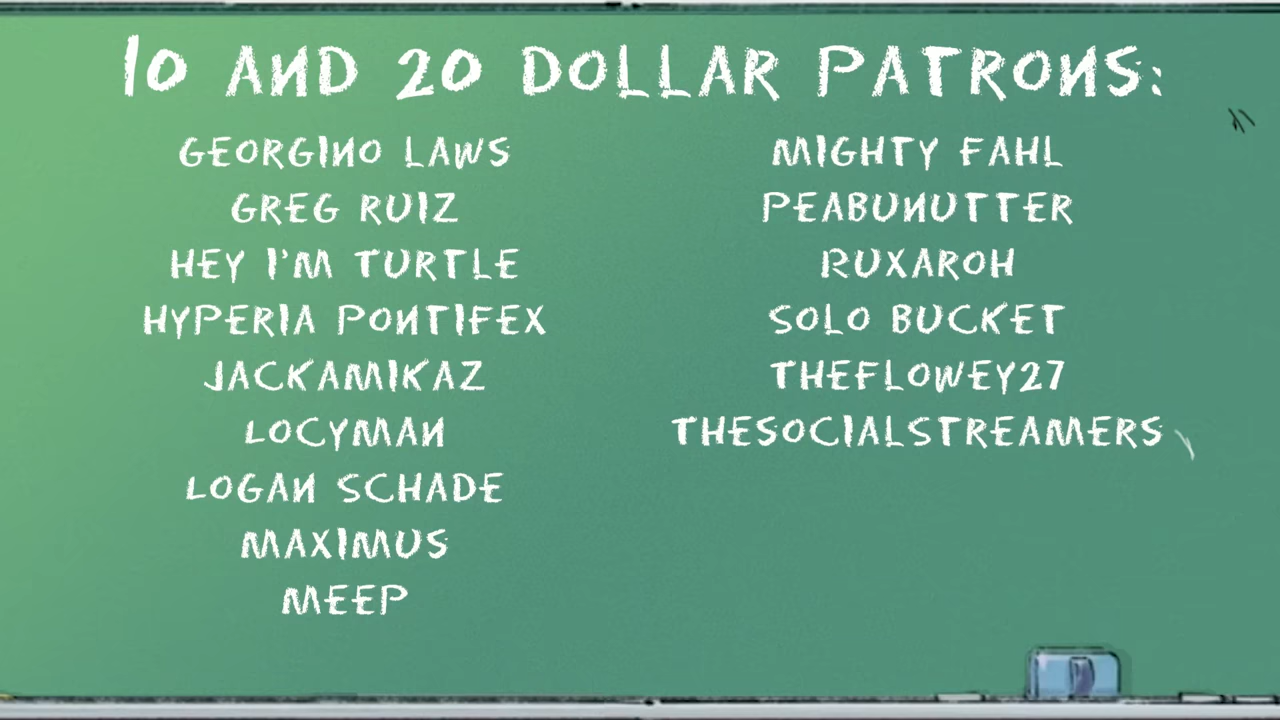 10 AND 20 DOLLAR PATRONS:
GEORGINO LAWS
GREG RUIZ
HEY I'M TURTLE
HYPERIA PONTIFEX
JACKAMIKAZ
LOCYMAN
LOGAN SCHADE
MAXIMUS
MEEP
MIGHTY FAHL
PEABUNUTTER
RUXAROH
SOLO BUCKET
THEFLOWEY27
THESOCIALSTREAMERS